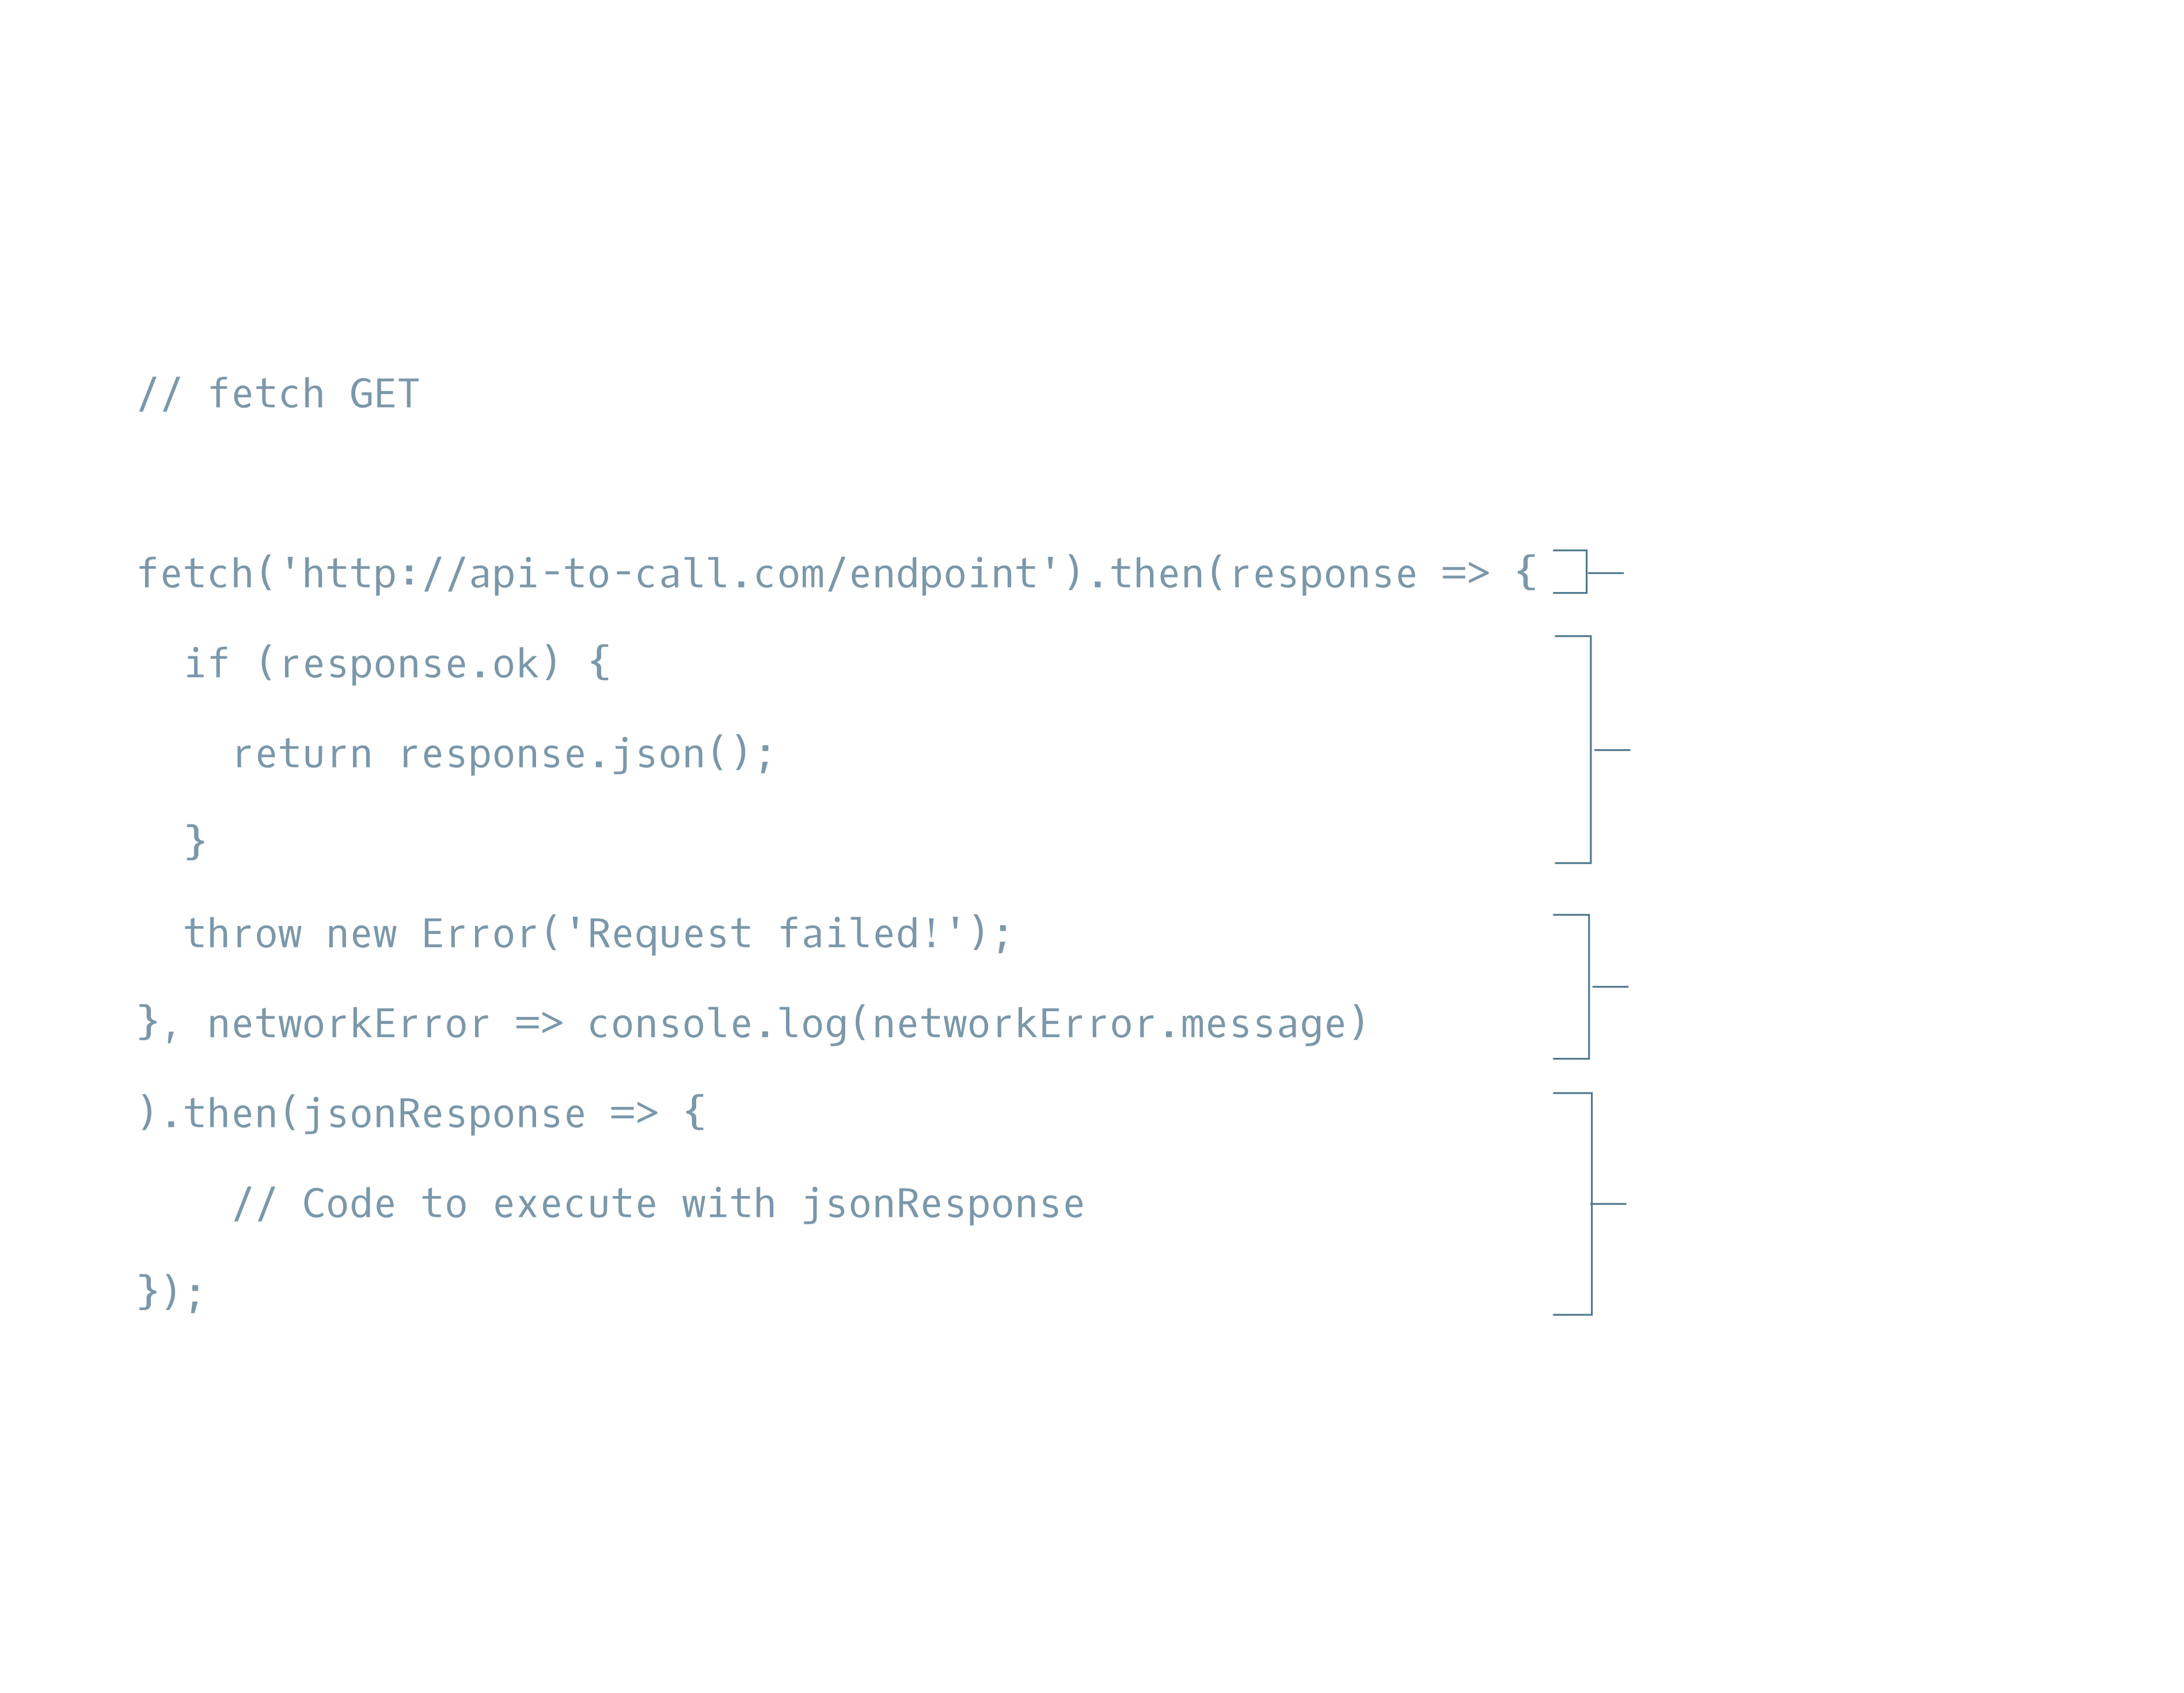 // fetch GET
fetch('http://api-to-call.com/endpoint').then(response => {
if (response.ok) {
return response.json();
}
throw new Error('Request failed!');
}, networkError => console.log(networkError.message)
).then(jsonResponse => {
// Code to execute with jsonResponse
});